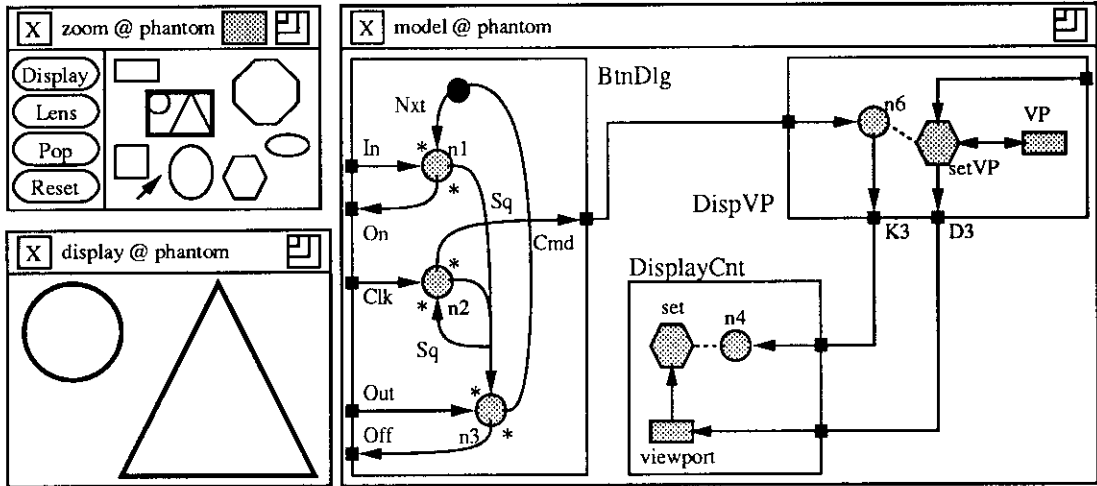 X zoom @ phantom
Display
Lens
Pop
Reset
X display @ phantom
X model @ phantom
BtnDlg
Nxt
In
* n1
*
On
Sq
Cmd
Clk
*
* n2
Sq
Out
*
Off
n3 *
n6
VP
setVP
DispVP
K3 D3
DisplayCnt
set n4
viewport